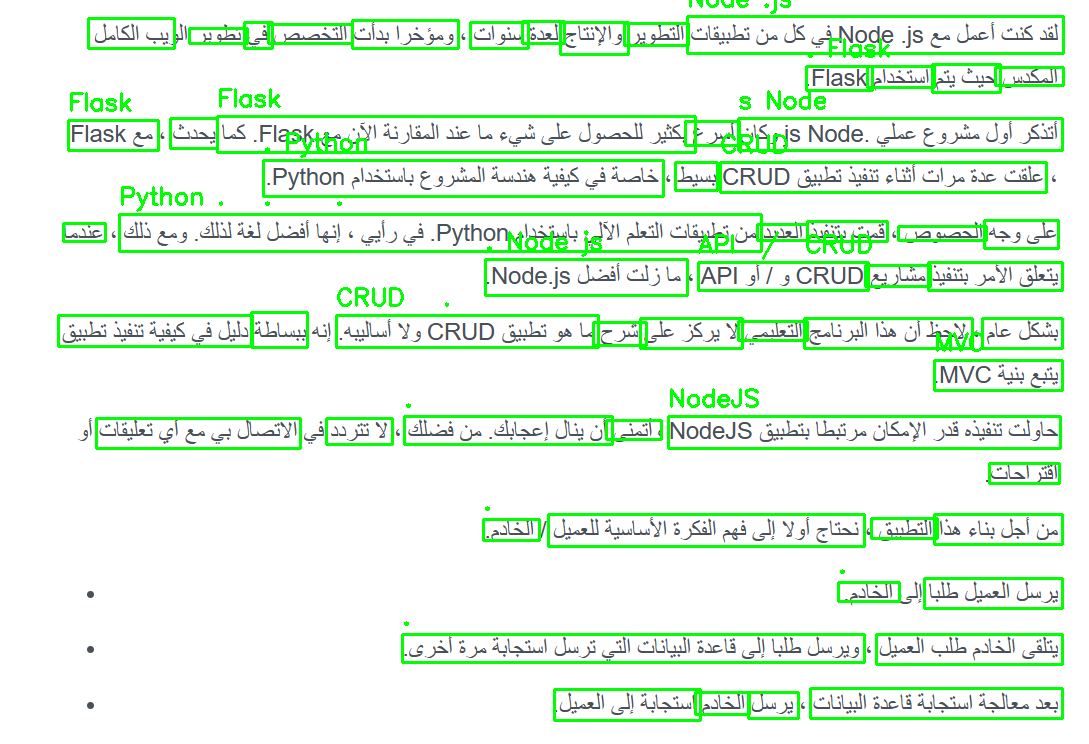 لقد كنت أعمل مع Node .js في كل من تطبيقات التطوير والإنتاج لعدة سنوات ، ومؤخرا بدأت التخصص في تطوير الويب الكامل
المكدس حيث يتم استخدام Flask.
أتذكر أول مشروع عملي .js Node وكان أسرع بكثير للحصول على شيء ما عند المقارنة الآن مع Flask. كما يحدث ، مع Flask
، علقت عدة مرات أثناء تنفيذ تطبيق CRUD بسيط ، خاصة في كيفية هندسة المشروع باستخدام Python.
على وجه الخصوص ، قمت بتنفيذ العديد من تطبيقات التعلم الآلي باستخدام Python. في رأيي ، إنها أفضل لغة لذلك. ومع ذلك ، عندما
يتعلق الأمر بتنفيذ مشاريع CRUD و / أو API ، ما زلت أفضل Node.js.
بشكل عام ، لاحظ أن هذا البرنامج التعليمي لا يركز على شرح ما هو تطبيق CRUD ولا أساليبه. إنه ببساطة دليل في كيفية تنفيذ تطبيق
يتبع بنية MVC.
حاولت تنفيذه قدر الإمكان مرتبطا بتطبيق NodeJS ، أتمنى أن ينال إعجابك. من فضلك ، لا تتردد في الاتصال بي مع أي تعليقات أو
اقتراحات.
من أجل بناء هذا التطبيق ، نحتاج أولا إلى فهم الفكرة الأساسية للعميل / الخادم.
• يرسل العميل طلبا إلى الخادم.
• يتلقى الخادم طلب العميل ، ويرسل طلبا إلى قاعدة البيانات التي ترسل استجابة مرة أخرى.
• بعد معالجة استجابة قاعدة البيانات ، يرسل الخادم استجابة إلى العميل.
Node .js
Flask
Flask
Flask
s Node
. Python
CRUD
Python
. Node.js
API /
CRUD
CRUD
MVC
NodeJS